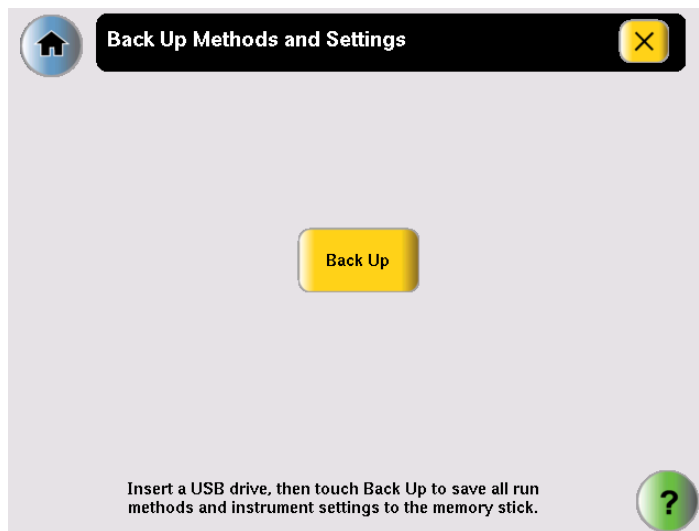 Back Up Methods and Settings
Back Up
Insert a USB drive, then touch Back Up to save all run
methods and instrument settings to the memory stick.
?